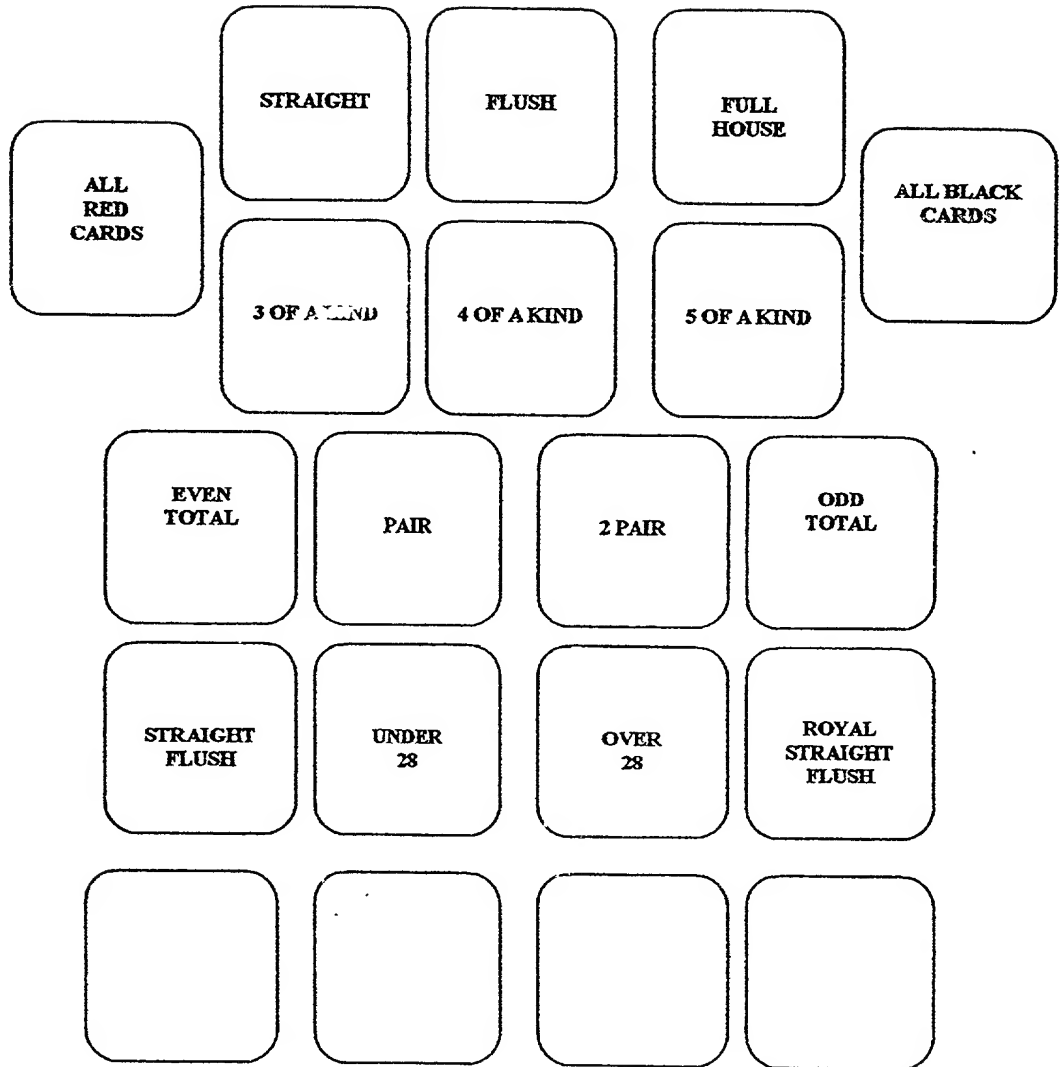 STRAIGHT
FLUSH
FULL
HOUSE
ALL
RED
CARDS
ALL BLACK
CARDS
3 OF A KIND
4 OF A KIND
5 OF A KIND
EVEN
TOTAL
PAIR
2 PAIR
ODD
TOTAL
STRAIGHT
FLUSH
UNDER
28
OVER
28
ROYAL
STRAIGHT
FLUSH